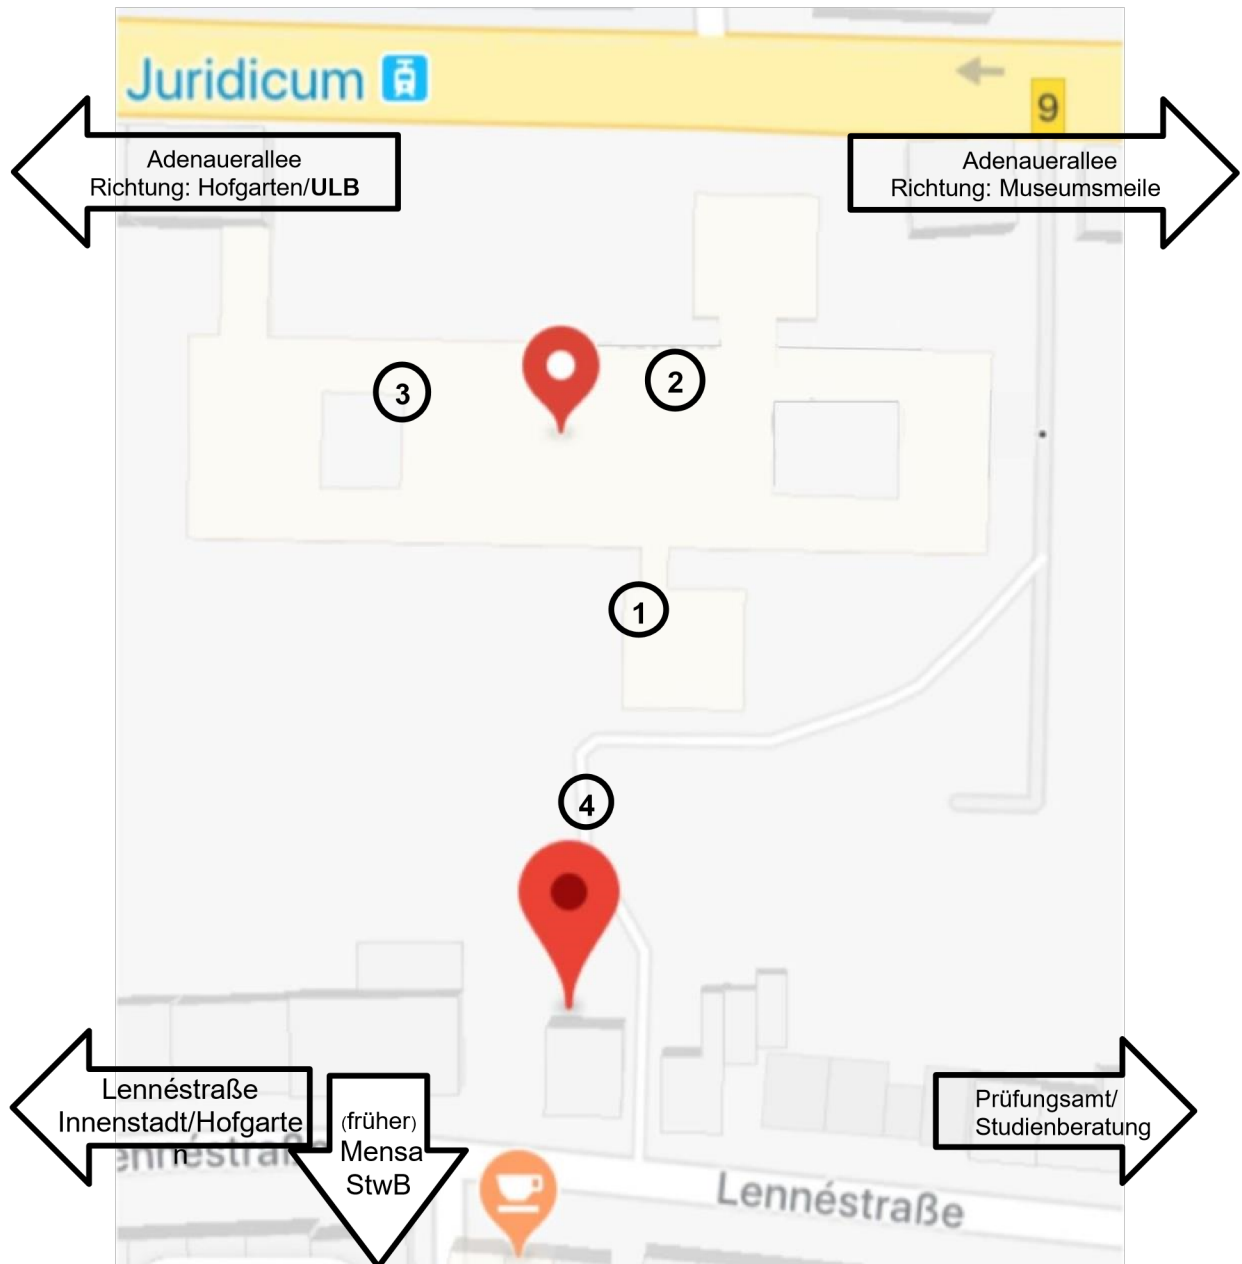 Juridicum
9
Adenauerallee
Richtung: Hofgarten/ULB
Adenauerallee
Richtung: Museumsmeile
3
2
1
4
Lennéstraße
Innenstadt/Hofgarte
n
(früher)
Mensa
StwB
Prüfungsamt/
Studienberatung
ennéstraße
Lennéstraße